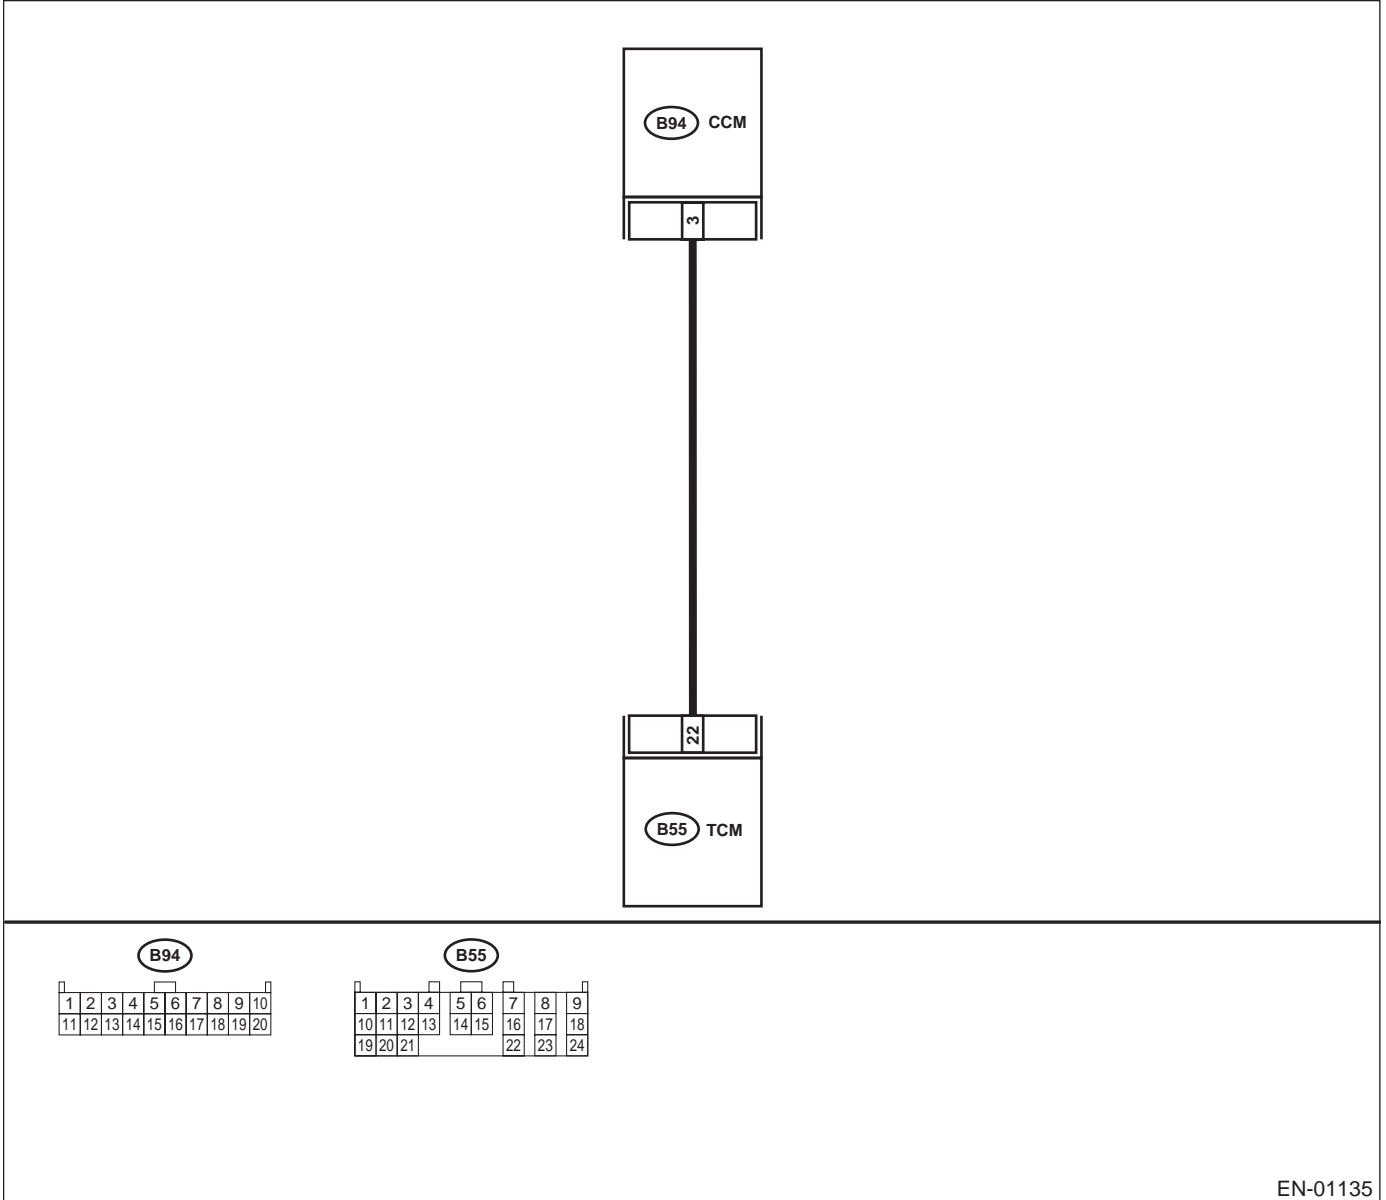 B94 CCM
3
22
B55 TCM
B94
1 2 3 4 5 6 7 8 9 10
11 12 13 14 15 16 17 18 19 20
B55
1 2 3 4 5 6 7 8 9
10 11 12 13 14 15 16 17 18
19 20 21 22 23 24
EN-01135